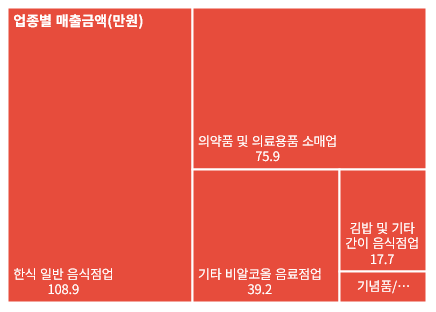 업종별 매출금액(만원)
의약품 및 의료용품 소매업
75.9
한식 일반 음식점업
108.9
기타 비알코올 음료점업
39.2
김밥 및 기타
간이 음식점업
17.7
기념품/…